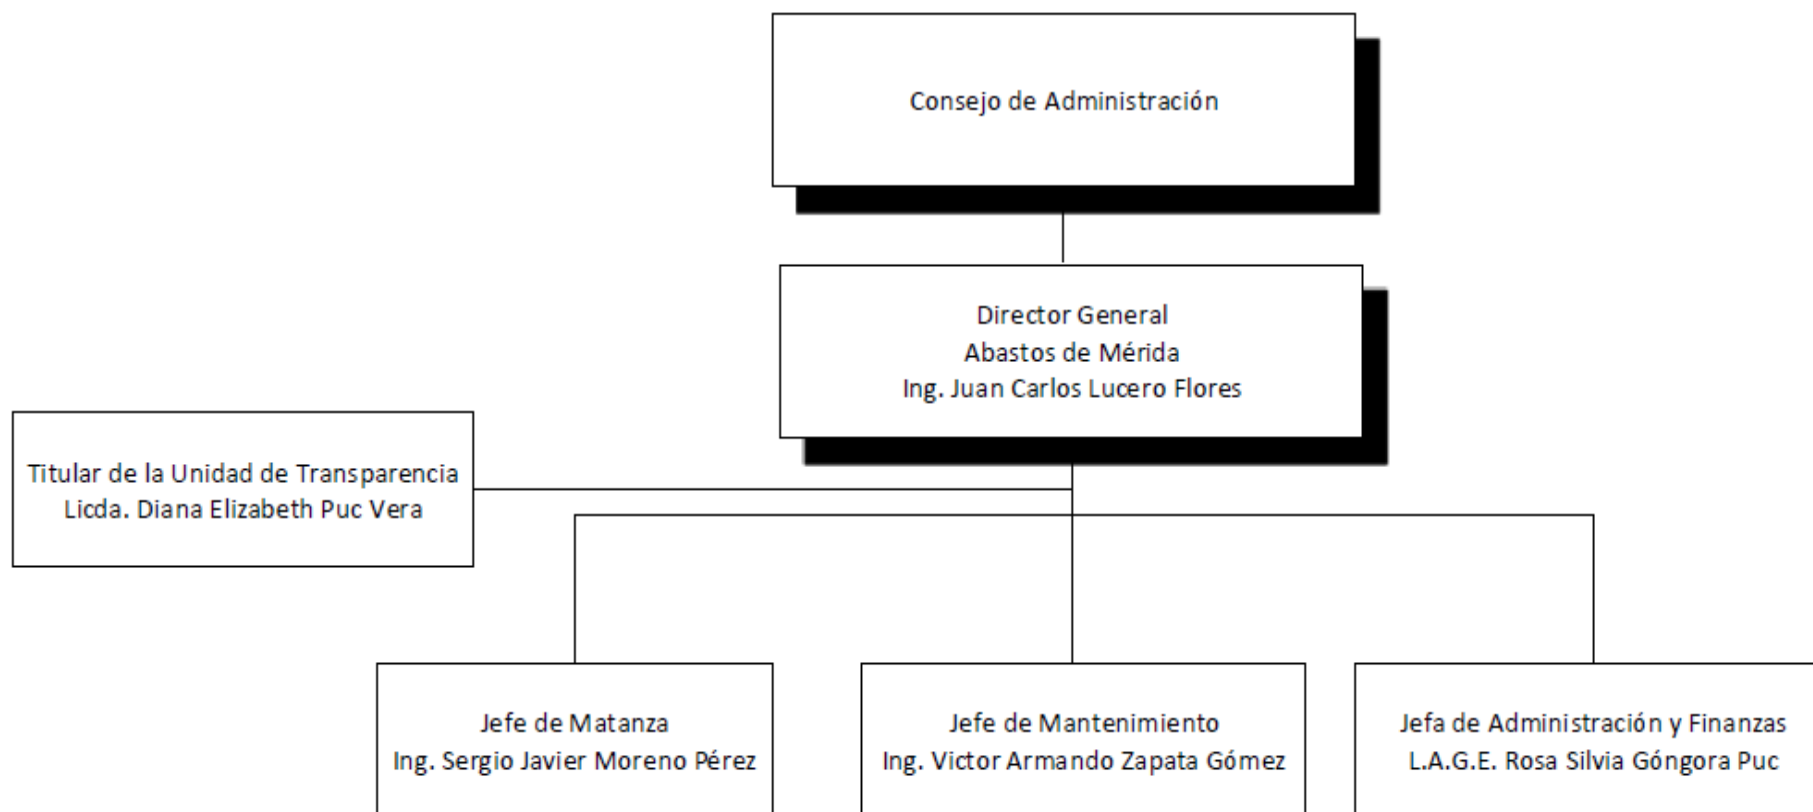 Consejo de Administración
Director General
Abastos de Mérida
Ing. Juan Carlos Lucero Flores
Titular de la Unidad de Transparencia
Licda. Diana Elizabeth Puc Vera
Jefe de Matanza
Ing. Sergio Javier Moreno Pérez
Jefe de Mantenimiento
Ing. Victor Armando Zapata Gómez
Jefa de Administración y Finanzas
L.A.G.E. Rosa Silvia Góngora Puc